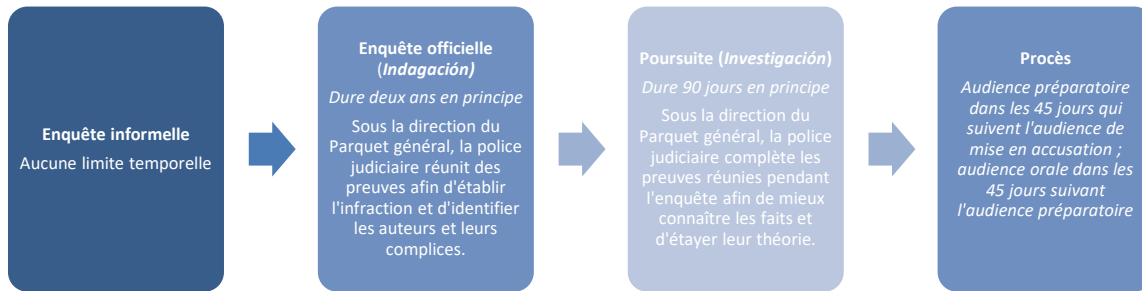 Enquête informelle
Aucune limite temporelle
Enquête officielle
(Indagación)
Dure deux ans en principe
Sous la direction du
Parquet général, la police
judiciaire réunit des
preuves afin d'établir
l'infraction et d'identifier
les auteurs et leurs
complices.
Poursuite (Investigación)
Dure 90 jours en principe
Sous la direction du
Parquet général, la police
judiciaire complète les
preuves réunies pendant
l'enquête afin de mieux
connaître les faits et
d'étayer leur théorie.
Procès
Audience préparatoire
dans les 45 jours qui
suivent l'audience de
mise en accusation ;
audience orale dans les
45 jours suivant
l'audience préparatoire